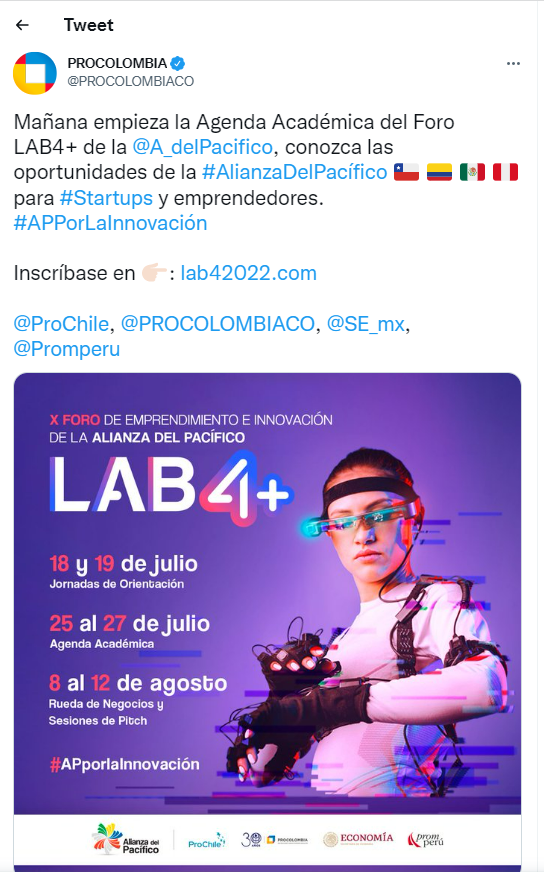 Tweet
PROCOLOMBIA
@PROCOLOMBIACO
Mañana empieza la Agenda Académica del Foro
LAB4+ de la @A_delPacifico, conozca las
oportunidades de la #AlianzaDelPacífico 🇨🇱 🇨🇴 🇲🇽 🇵🇪
para #Startups y emprendedores.
#APPorLaInnovación
Inscríbase en 👉🏻: lab42022.com
@ProChile, @PROCOLOMBIACO, @SE_mx,
@Promperu
X FORO DE EMPRENDIMIENTO E INNOVACIÓN
DE LA ALIANZA DEL PACÍFICO
LAB4+
18 y 19 de julio
Jornadas de Orientación
25 al 27 de julio
Agenda Académica
8 al 12 de agosto
Rueda de Negocios y
Sesiones de Pitch
#APporlaInnovación
Alianza del
Pacífico
ProChile
30 AÑOS
PROCOLOMBIA
ECONOMÍA
prom
perú